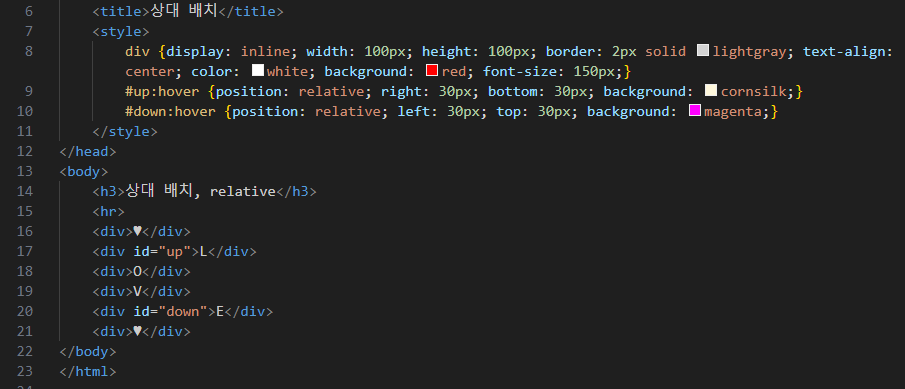 6 <title>상대 배치</title>
7 <style>
8 div {display: inline; width: 100px; height: 100px; border: 2px solid lightgray; text-align:
center; color: white; background: red; font-size: 150px;}
9 #up:hover {position: relative; right: 30px; bottom: 30px; background: cornsilk;}
10 #down:hover {position: relative; left: 30px; top: 30px; background: magenta;}
11 </style>
12 </head>
13 <body>
14 <h3>상대 배치, relative</h3>
15 <hr>
16 <div>♥</div>
17 <div id="up">L</div>
18 <div>O</div>
19 <div>V</div>
20 <div id="down">E</div>
21 <div>♥</div>
22 </body>
23 </html>